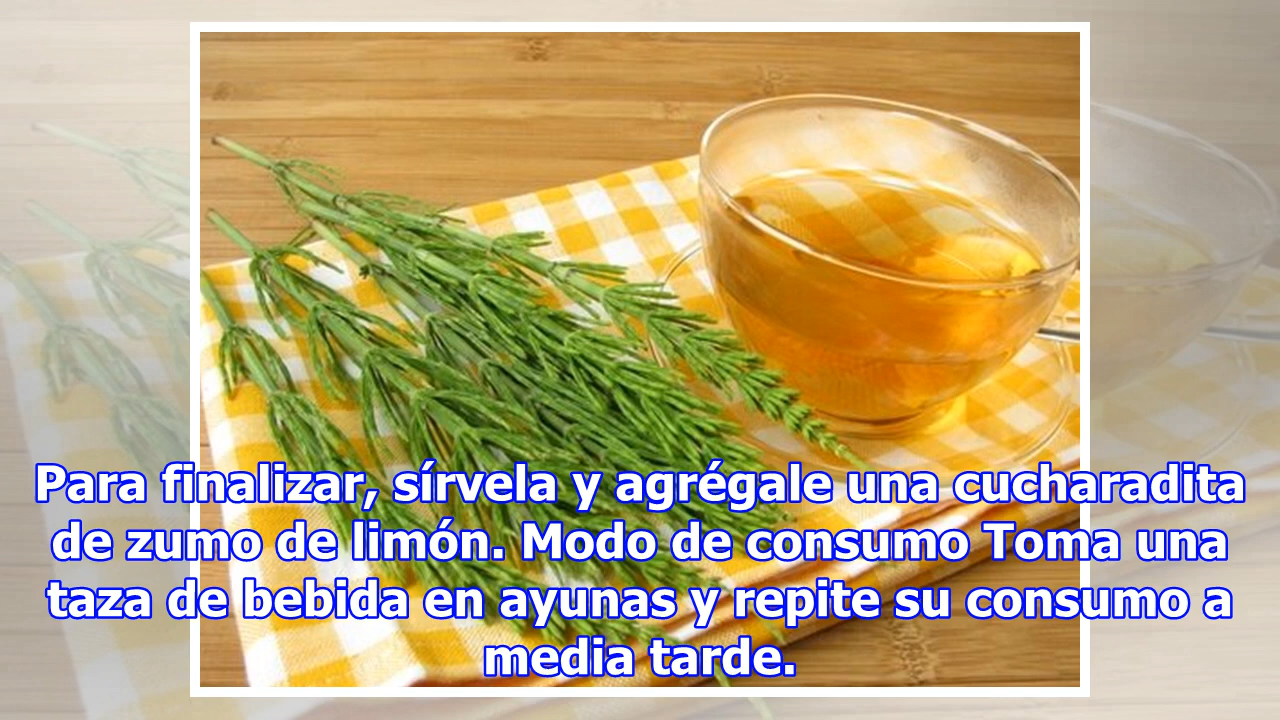 Para finalizar, sírvela y agrégale una cucharadita
de zumo de limón. Modo de consumo Toma una
taza de bebida en ayunas y repite su consumo a
media tarde.